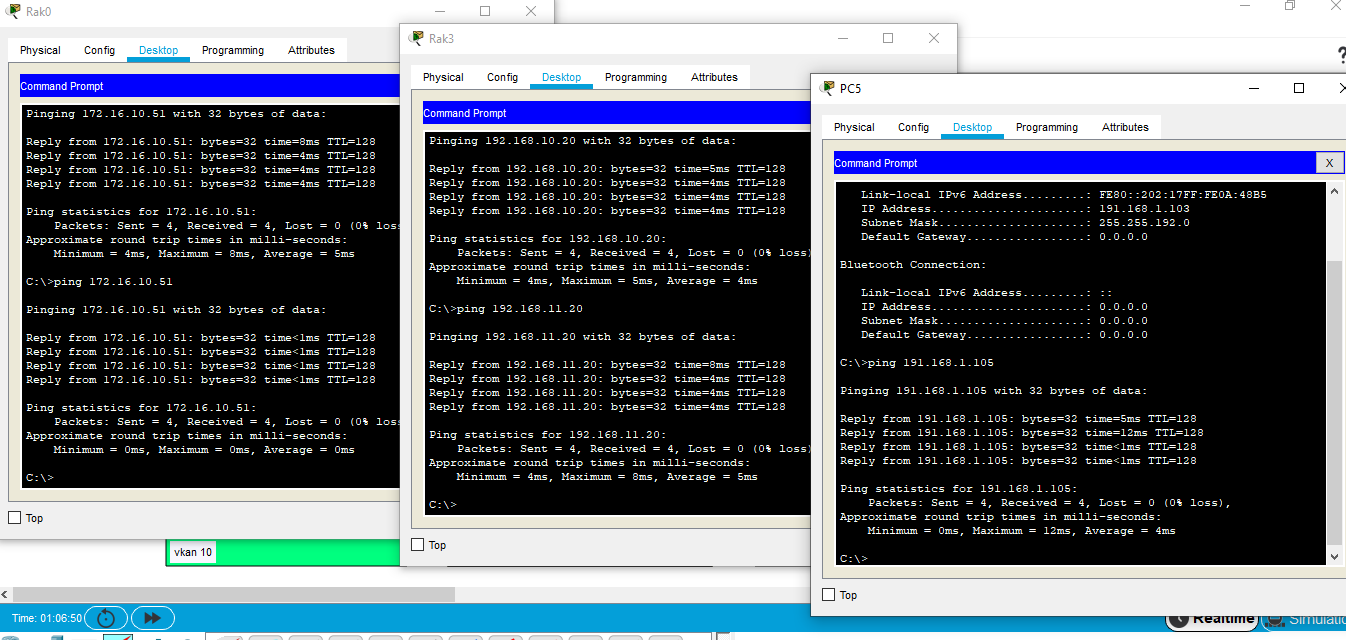 Rak0
Physical Config Desktop Programming Attributes
Command Prompt
Pinging 172.16.10.51 with 32 bytes of data:
Reply from 172.16.10.51: bytes=32 time=8ms TTL=128
Reply from 172.16.10.51: bytes=32 time=4ms TTL=128
Reply from 172.16.10.51: bytes=32 time=4ms TTL=128
Reply from 172.16.10.51: bytes=32 time=4ms TTL=128
Ping statistics for 172.16.10.51:
Packets: Sent = 4, Received = 4, Lost = 0 (0% los
Approximate round trip times in milli-seconds:
Minimum = 4ms, Maximum = 8ms, Average = 5ms
C:\>ping 172.16.10.51
Pinging 172.16.10.51 with 32 bytes of data:
Reply from 172.16.10.51: bytes=32 time<1ms TTL=128
Reply from 172.16.10.51: bytes=32 time<1ms TTL=128
Reply from 172.16.10.51: bytes=32 time<1ms TTL=128
Reply from 172.16.10.51: bytes=32 time<1ms TTL=128
Ping statistics for 172.16.10.51:
Packets: Sent = 4, Received = 4, Lost = 0 (0% los
Approximate round trip times in milli-seconds:
Minimum = 0ms, Maximum = 0ms, Average = 0ms
C:\>
Top
vkan 10
Rak3
Physical Config Desktop Programming Attributes
Command Prompt
Pinging 192.168.10.20 with 32 bytes of data:
Reply from 192.168.10.20: bytes=32 time=5ms TTL=128
Reply from 192.168.10.20: bytes=32 time=4ms TTL=128
Reply from 192.168.10.20: bytes=32 time=4ms TTL=128
Reply from 192.168.10.20: bytes=32 time=4ms TTL=128
Ping statistics for 192.168.10.20:
Packets: Sent = 4, Received = 4, Lost = 0 (0% loss)
Approximate round trip times in milli-seconds:
Minimum = 4ms, Maximum = 5ms, Average = 4ms
C:\>ping 192.168.11.20
Pinging 192.168.11.20 with 32 bytes of data:
Reply from 192.168.11.20: bytes=32 time=8ms TTL=128
Reply from 192.168.11.20: bytes=32 time=4ms TTL=128
Reply from 192.168.11.20: bytes=32 time=4ms TTL=128
Reply from 192.168.11.20: bytes=32 time=4ms TTL=128
Ping statistics for 192.168.11.20:
Packets: Sent = 4, Received = 4, Lost = 0 (0% loss)
Approximate round trip times in milli-seconds:
Minimum = 4ms, Maximum = 8ms, Average = 5ms
C:\>
Top
PC5
Physical Config Desktop Programming Attributes
Command Prompt X
Link-local IPv6 Address.........: FE80::202:17FF:FE0A:48B5
IP Address......................: 191.168.1.103
Subnet Mask.....................: 255.255.192.0
Default Gateway.................: 0.0.0.0
Bluetooth Connection:
Link-local IPv6 Address.........: ::
IP Address......................: 0.0.0.0
Subnet Mask.....................: 0.0.0.0
Default Gateway.................: 0.0.0.0
C:\>ping 191.168.1.105
Pinging 191.168.1.105 with 32 bytes of data:
Reply from 191.168.1.105: bytes=32 time=5ms TTL=128
Reply from 191.168.1.105: bytes=32 time=12ms TTL=128
Reply from 191.168.1.105: bytes=32 time<1ms TTL=128
Reply from 191.168.1.105: bytes=32 time<1ms TTL=128
Ping statistics for 191.168.1.105:
Packets: Sent = 4, Received = 4, Lost = 0 (0% loss),
Approximate round trip times in milli-seconds:
Minimum = 0ms, Maximum = 12ms, Average = 4ms
C:\>
Top
?
Time: 01:06:50
Realtime
Simulatio